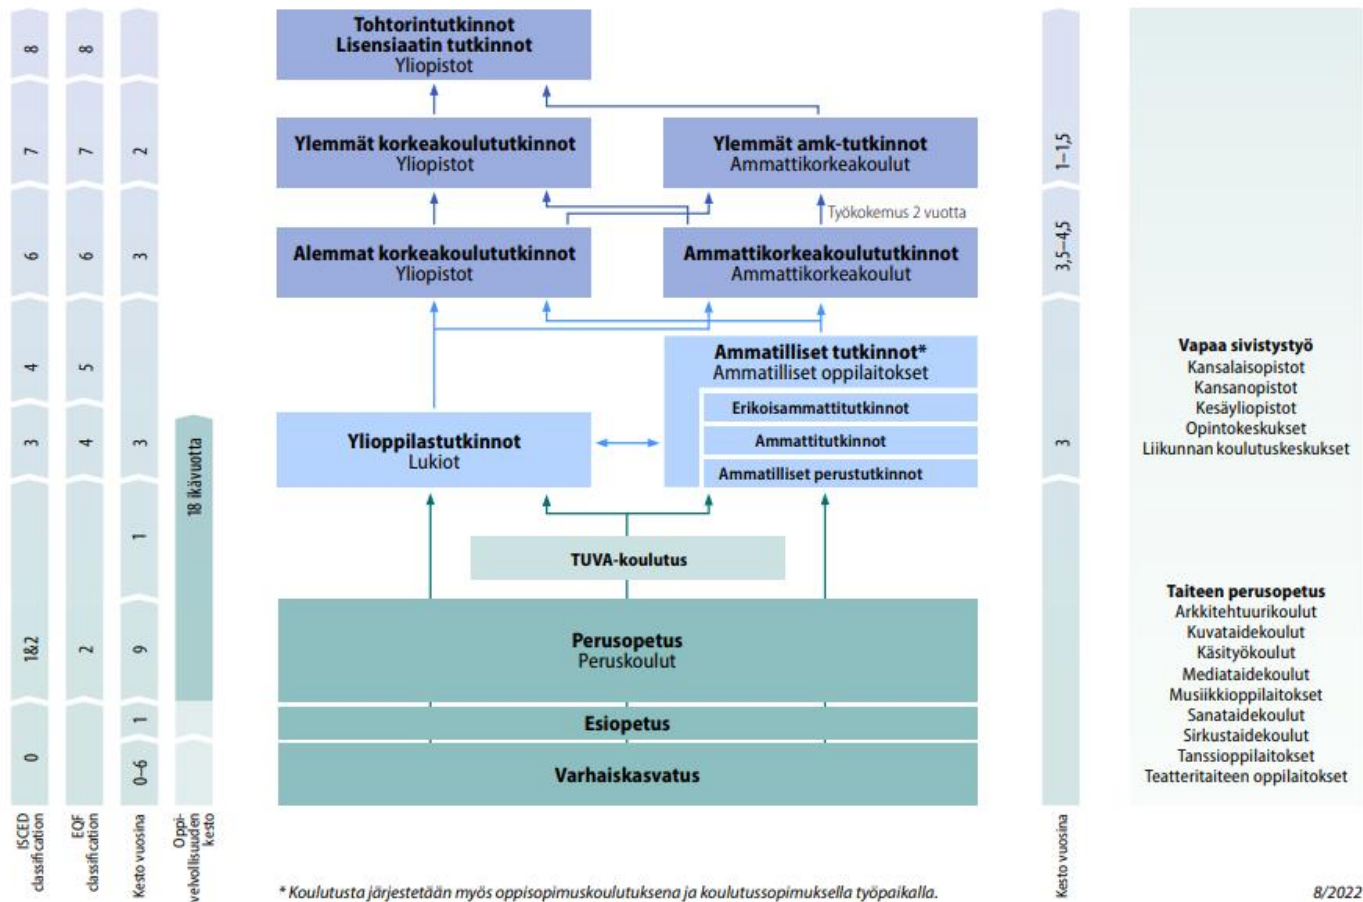 Tohtorintutkinnot
Lisensiaatin tutkinnot
Yliopistot
Ylemmät korkeakoulututkinnot
Yliopistot
Ylemmät amk-tutkinnot
Ammattikorkeakoulut
Työkokemus 2 vuotta
Alemmat korkeakoulututkinnot
Yliopistot
Ammattikorkeakoulututkinnot
Ammattikorkeakoulut
Ammatilliset tutkinnot*
Ammatilliset oppilaitokset
Erikoisammattitutkinnot
Ammattitutkinnot
Ammatilliset perustutkinnot
Ylioppilastutkinnot
Lukiot
TUVA-koulutus
Perusopetus
Peruskoulut
Esiopetus
Varhaiskasvatus
8
7
6
4
3
1&2
0
ISCED
classification
8
7
6
5
4
2
EQF
classification
2
3
3
1
9
1
0–6
Kesto vuosina
18 ikävuotta
Oppi-
velvollisuuden
kesto
1–1,5
3,5–4,5
3
Kesto vuosina
Vapaa sivistystyö
Kansalaisopistot
Kansanopistot
Kesäyliopistot
Opintokeskukset
Liikunnan koulutuskeskukset
Taiteen perusopetus
Arkkitehtuurikoulut
Kuvataidekoulut
Käsityökoulut
Mediataidekoulut
Musiikkioppilaitokset
Sanataidekoulut
Sirkustaidekoulut
Tanssioppilaitokset
Teatteritaiteen oppilaitokset
* Koulutusta järjestetään myös oppisopimuskoulutuksena ja koulutussopimuksella työpaikalla.
8/2022